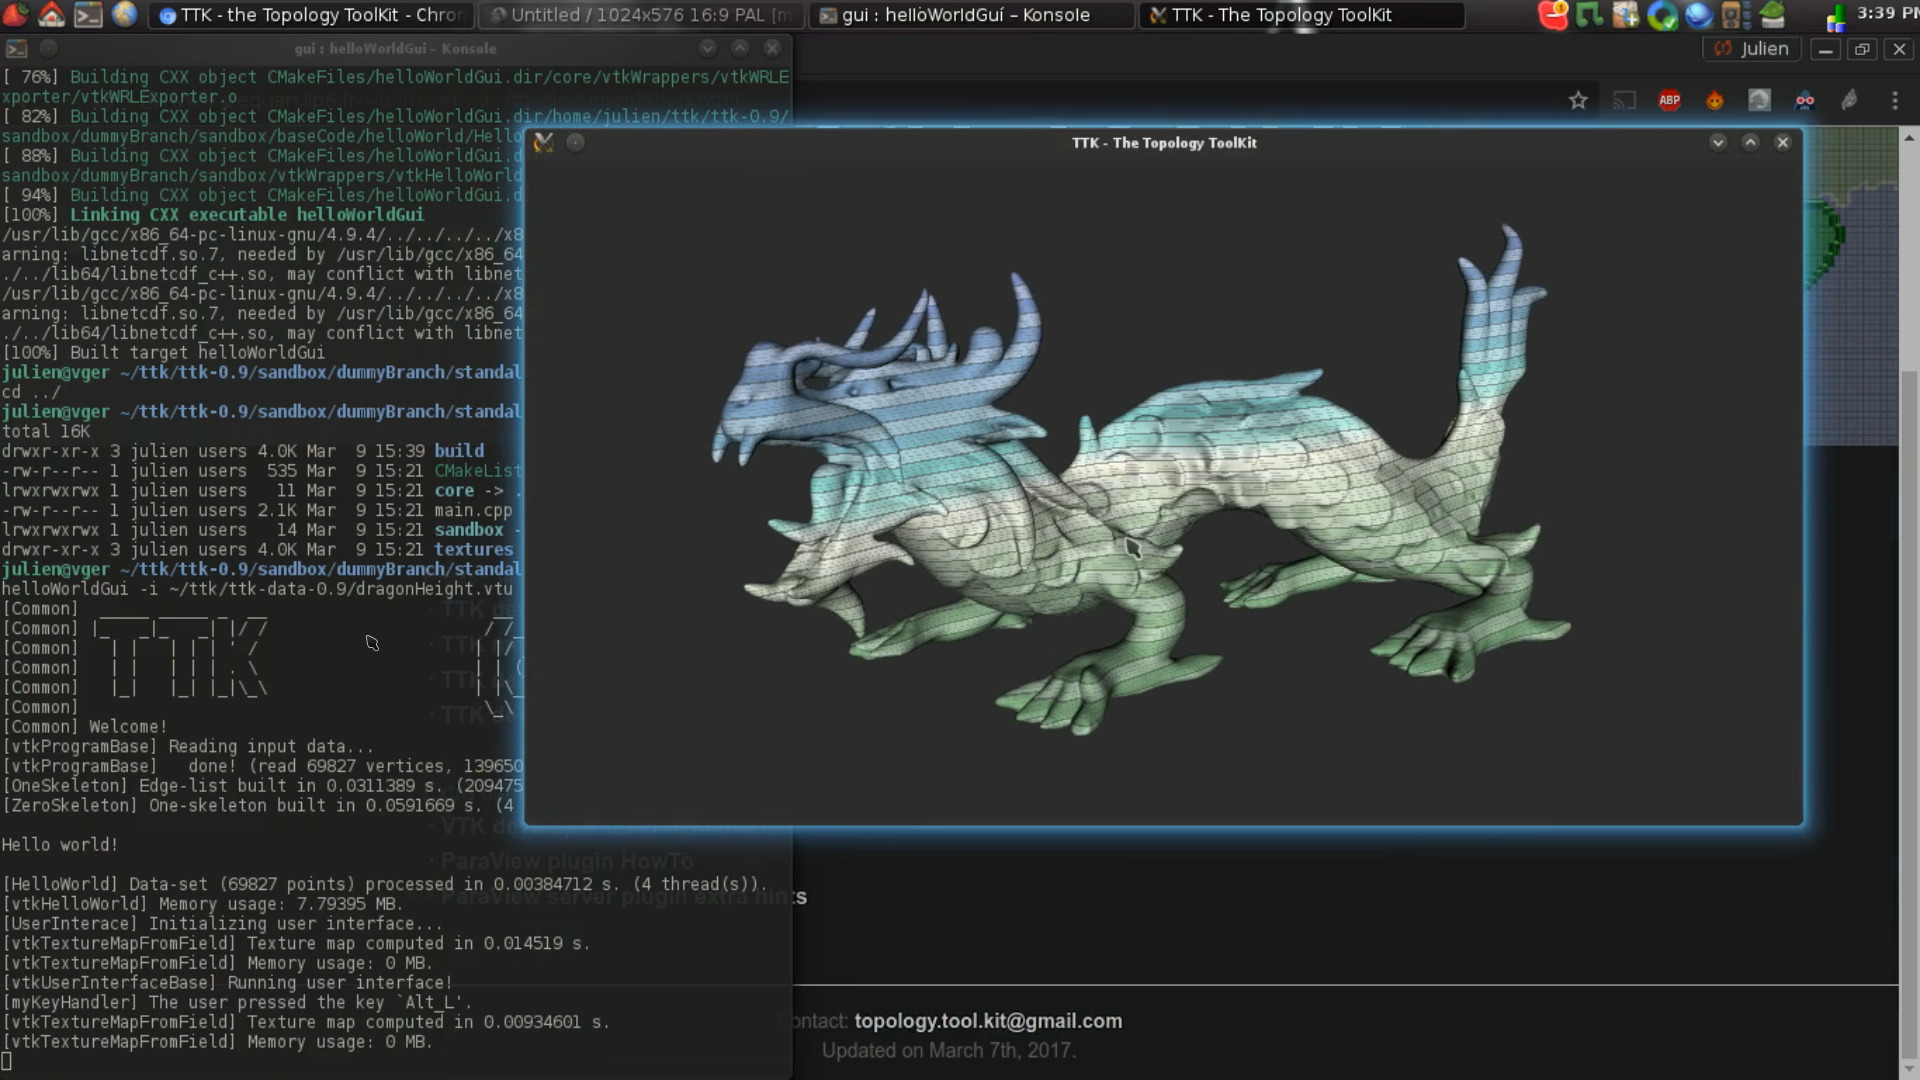 TTK - the Topology ToolKit - Chro
Untitled / 1024x576 16:9 PAL [m
gui : helloWorldGui – Konsole
TTK - The Topology ToolKit
3:39 PM
gui : helloWorldGui – Konsole
Julien
[ 76%] Building CXX object CMakeFiles/helloWorldGui.dir/core/vtkWrappers/vtkWRLE
xporter/vtkWRLExporter.o
[ 82%] Building CXX object CMakeFiles/helloWorldGui.dir/home/julien/ttk/ttk-0.9/
sandbox/dummyBranch/sandbox/baseCode/helloWorld/Hello
[ 88%] Building CXX object CMakeFiles/helloWorldGui.d
sandbox/dummyBranch/sandbox/vtkWrappers/vtkHelloWorld
[ 94%] Building CXX object CMakeFiles/helloWorldGui.d
[100%] Linking CXX executable helloWorldGui
/usr/lib/gcc/x86_64-pc-linux-gnu/4.9.4/../../../../x8
arning: libnetcdf.so.7, needed by /usr/lib/gcc/x86_64
./../lib64/libnetcdf_c++.so, may conflict with libnet
/usr/lib/gcc/x86_64-pc-linux-gnu/4.9.4/../../../../x8
arning: libnetcdf.so.7, needed by /usr/lib/gcc/x86_64
./../lib64/libnetcdf_c++.so, may conflict with libnet
[100%] Built target helloWorldGui
julien@vger ~/ttk/ttk-0.9/sandbox/dummyBranch/standal
cd ../
julien@vger ~/ttk/ttk-0.9/sandbox/dummyBranch/standal
total 16K
drwxr-xr-x 3 julien users 4.0K Mar  9 15:39 build
-rw-r--r-- 1 julien users  535 Mar  9 15:21 CMakeList
lrwxrwxrwx 1 julien users   11 Mar  9 15:21 core -> .
-rw-r--r-- 1 julien users 2.1K Mar  9 15:21 main.cpp
lrwxrwxrwx 1 julien users   14 Mar  9 15:21 sandbox -
drwxr-xr-x 3 julien users 4.0K Mar  9 15:21 textures
julien@vger ~/ttk/ttk-0.9/sandbox/dummyBranch/standal
helloWorldGui -i ~/ttk/ttk-data-0.9/dragonHeight.vtu
[Common]
[Common]
[Common]
[Common]
[Common]
[Common]
[Common] Welcome!
[vtkProgramBase] Reading input data...
[vtkProgramBase]   done! (read 69827 vertices, 139650
[OneSkeleton] Edge-list built in 0.0311389 s. (209475
[ZeroSkeleton] One-skeleton built in 0.0591669 s. (4
Hello world!
[HelloWorld] Data-set (69827 points) processed in 0.00384712 s. (4 thread(s)).
[vtkHelloWorld] Memory usage: 7.79395 MB.
[UserInterace] Initializing user interface...
[vtkTextureMapFromField] Texture map computed in 0.014519 s.
[vtkTextureMapFromField] Memory usage: 0 MB.
[vtkUserInterfaceBase] Running user interface!
[myKeyHandler] The user pressed the key `Alt_L'.
[vtkTextureMapFromField] Texture map computed in 0.00934601 s.
[vtkTextureMapFromField] Memory usage: 0 MB.
ABP
TTK - The Topology ToolKit
ParaView plugin HowTo
ParaView server plugin extra hints
Contact: topology.tool.kit@gmail.com
Updated on March 7th, 2017.